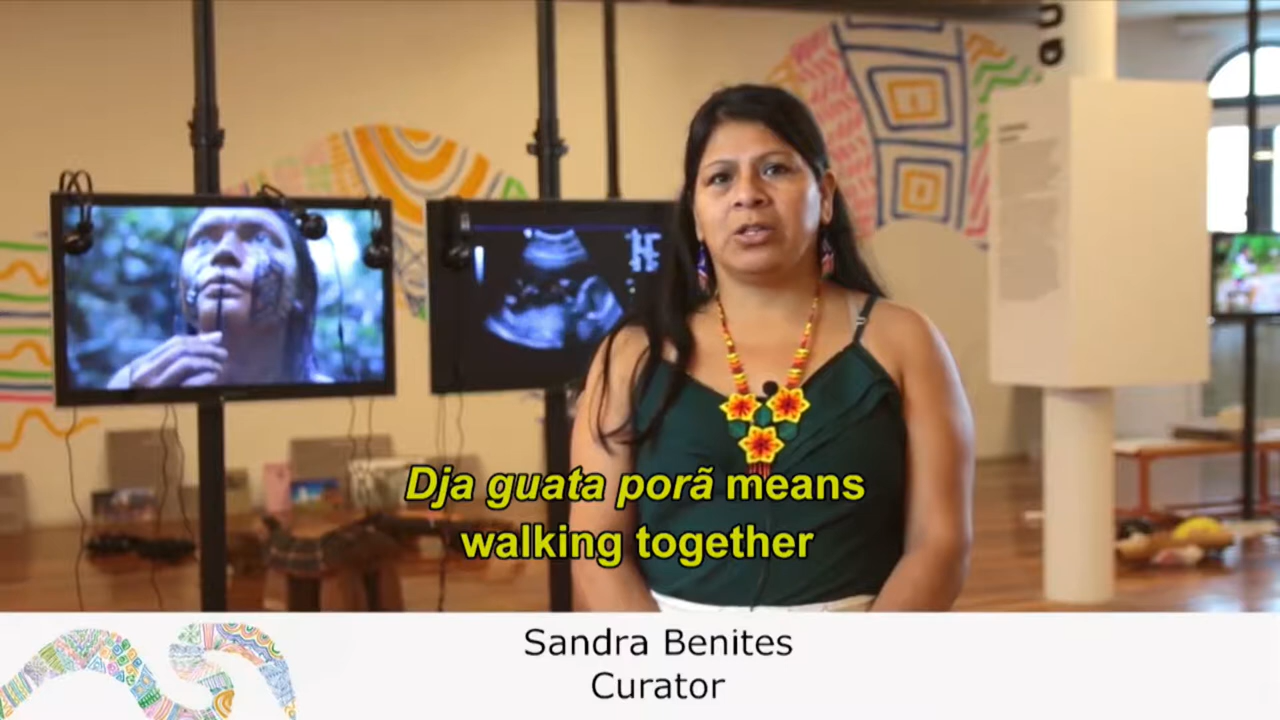 Dja guata porã means
walking together
Sandra Benites
Curator